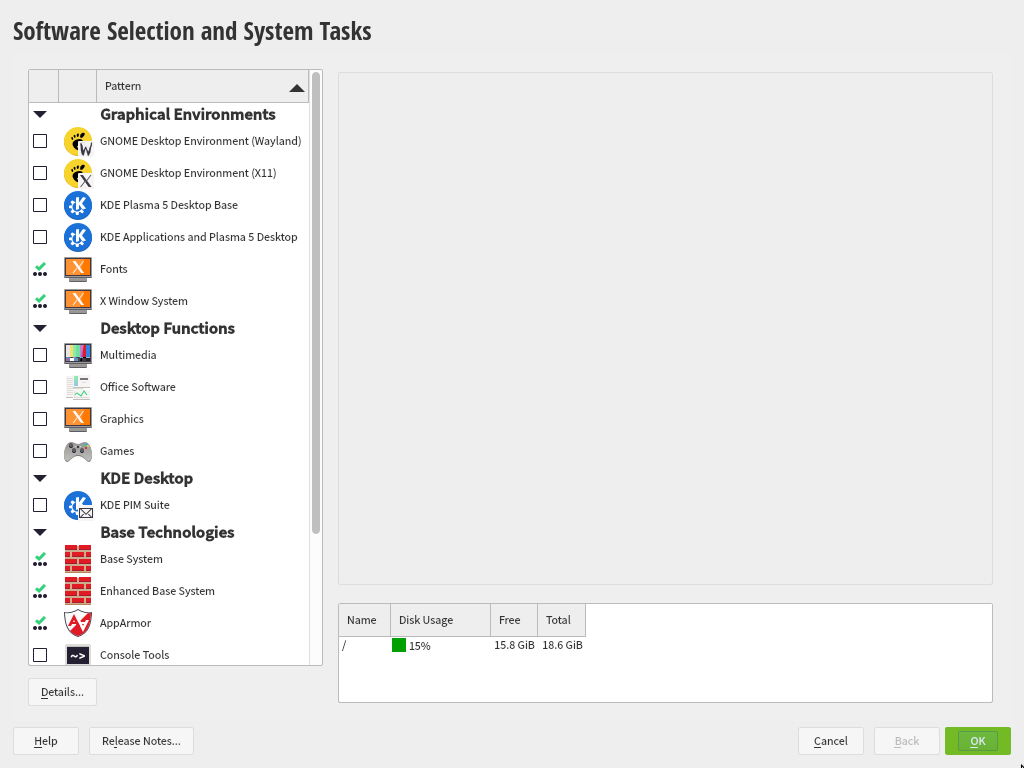 Software Selection and System Tasks
Pattern
Graphical Environments
GNOME Desktop Environment (Wayland)
GNOME Desktop Environment (X11)
KDE Plasma 5 Desktop Base
KDE Applications and Plasma 5 Desktop
Fonts
X Window System
Desktop Functions
Multimedia
Office Software
Graphics
Games
KDE Desktop
KDE PIM Suite
Base Technologies
Base System
Enhanced Base System
AppArmor
Console Tools
Name Disk Usage Free Total
/ 15% 15.8 GiB 18.6 GiB
Details...
Help Release Notes... Cancel Back OK